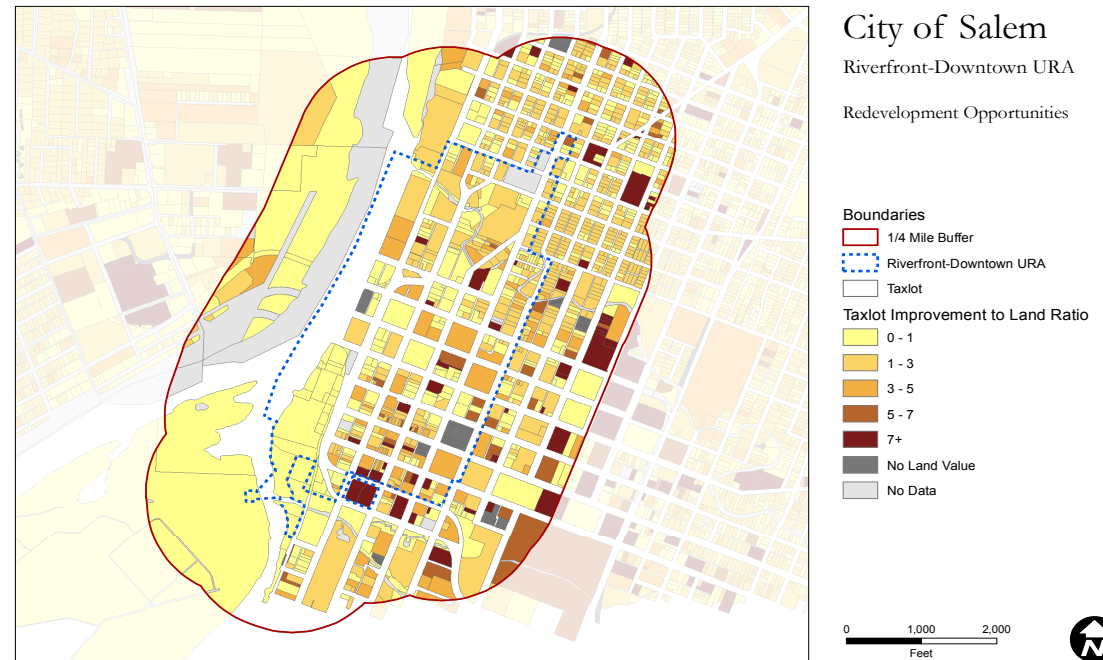 City of Salem
Riverfront-Downtown URA
Redevelopment Opportunities
Boundaries
1/4 Mile Buffer
Riverfront-Downtown URA
Taxlot
Taxlot Improvement to Land Ratio
0 - 1
1 - 3
3 - 5
5 - 7
7+
No Land Value
No Data
0 1,000 2,000
Feet
N